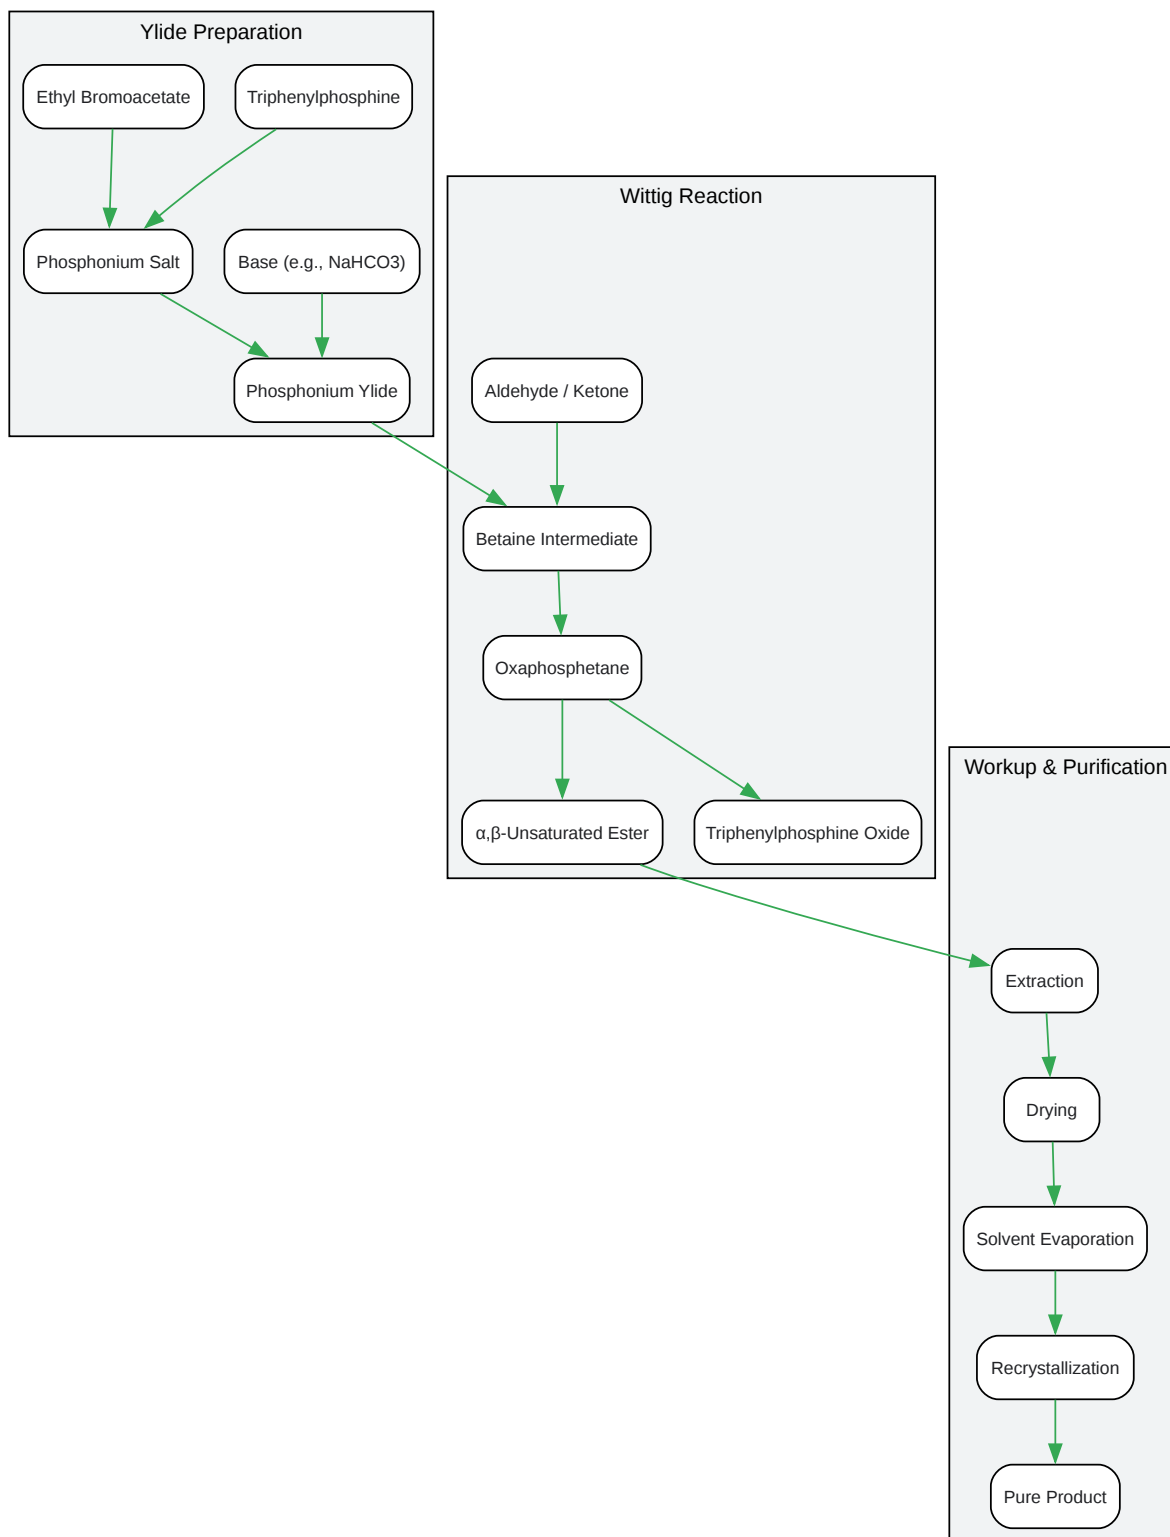 Ylide Preparation
Ethyl Bromoacetate
Triphenylphosphine
Phosphonium Salt
Base (e.g., NaHCO3)
Phosphonium Ylide
Wittig Reaction
Aldehyde / Ketone
Betaine Intermediate
Oxaphosphetane
α,β-Unsaturated Ester
Triphenylphosphine Oxide
Workup & Purification
Extraction
Drying
Solvent Evaporation
Recrystallization
Pure Product